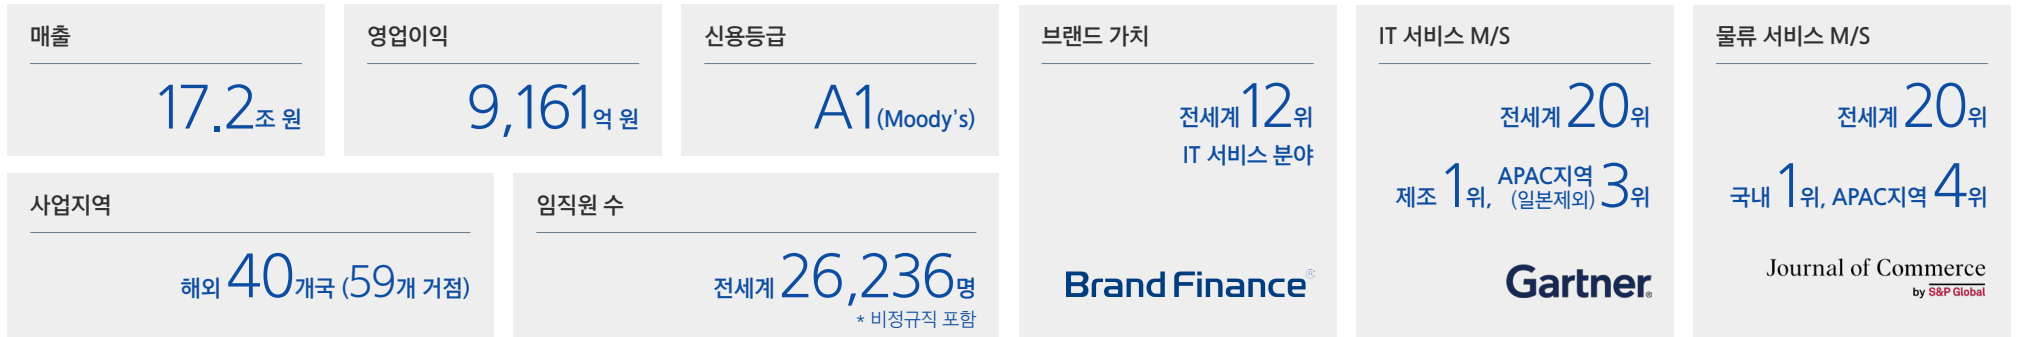 매출
17.2조 원
영업이익
9,161억 원
신용등급
A1(Moody's)
사업지역
해외 40개국 (59개 거점)
임직원 수
전세계 26,236명
* 비정규직 포함
브랜드 가치
전세계 12위
IT 서비스 분야
Brand Finance®
IT 서비스 M/S
전세계 20위
제조 1위, APAC지역 (일본제외) 3위
Gartner®
물류 서비스 M/S
전세계 20위
국내 1위, APAC지역 4위
Journal of Commerce
by S&P Global